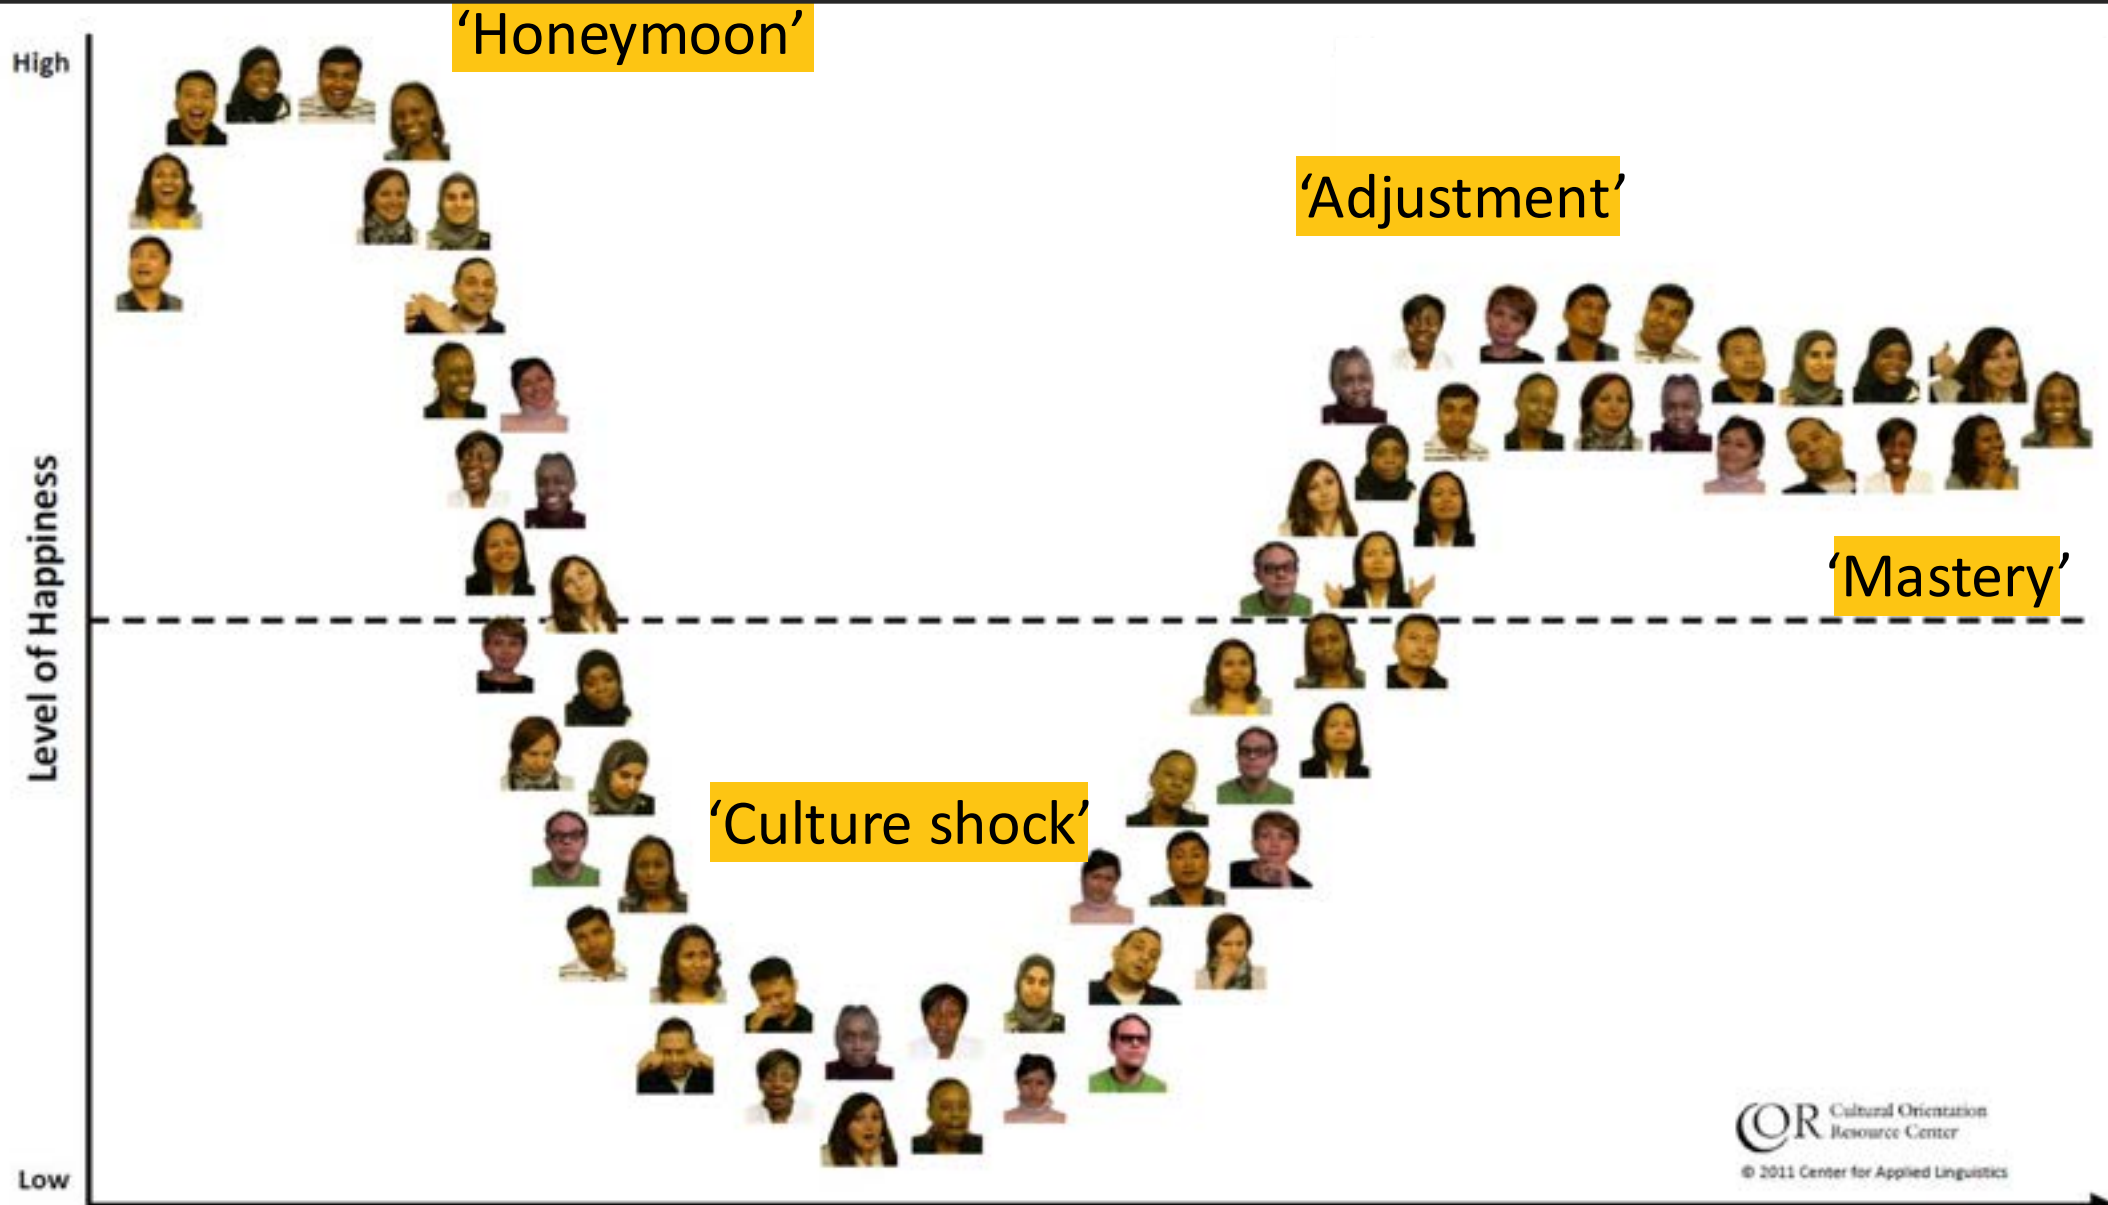 ‘Honeymoon’
High
‘Adjustment’
Level of Happiness
‘Mastery’
‘Culture shock’
COR Cultural Orientation
Resource Center
© 2011 Center for Applied Linguistics
Low